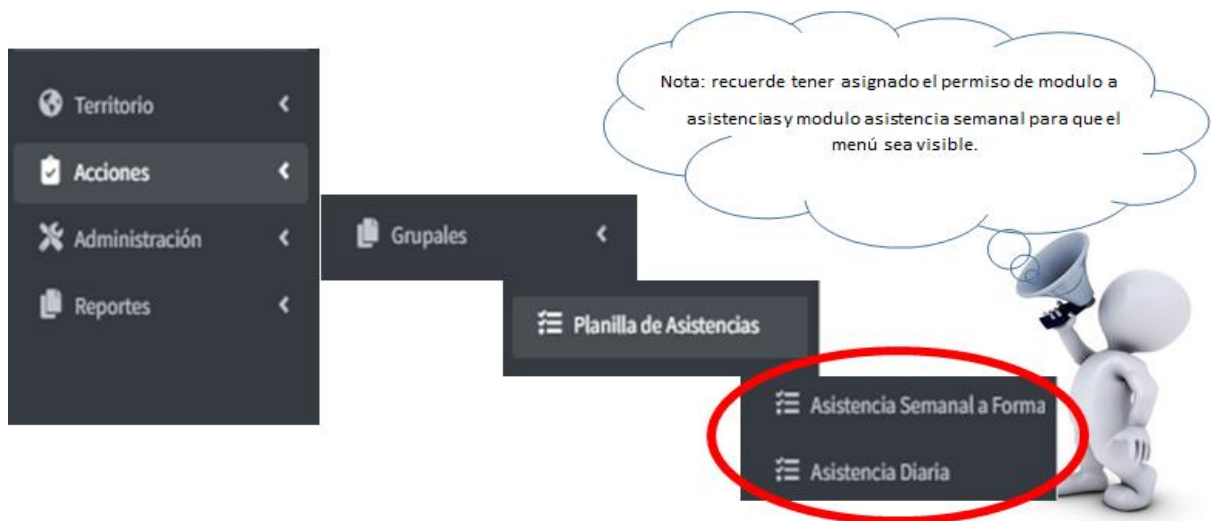 Nota: recuerde tener asignado el permiso de modulo a
asistencias y modulo asistencia semanal para que el
menú sea visible.
Territorio
Acciones
Administración
Reportes
Grupales
Planilla de Asistencias
Asistencia Semanal a Forma
Asistencia Diaria